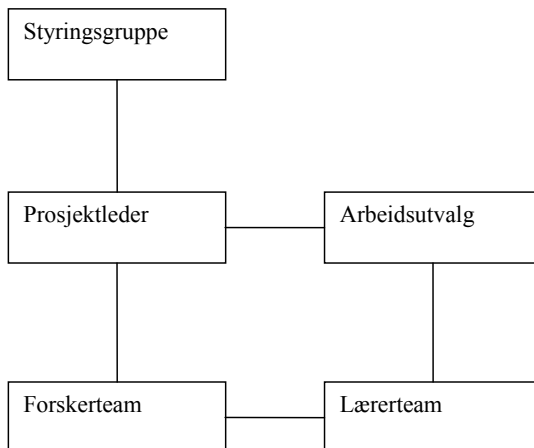 Styringsgruppe
Prosjektleder
Arbeidsutvalg
Forskerteam
Lærerteam